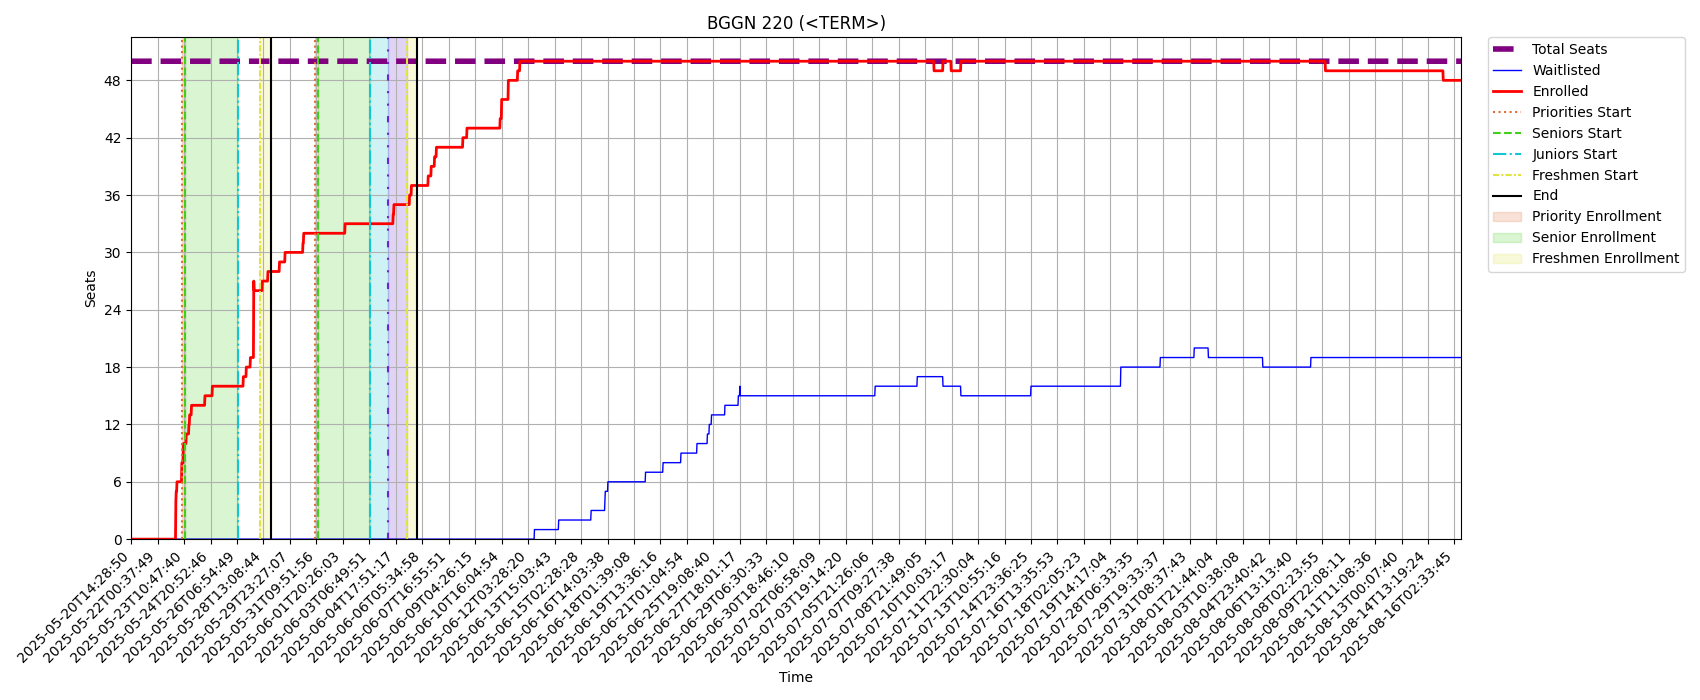 BGGN 220 (<TERM>)
Total Seats
Waitlisted
Enrolled
Priorities Start
Seniors Start
Juniors Start
Freshmen Start
End
Priority Enrollment
Senior Enrollment
Freshmen Enrollment
Seats
48
42
36
30
24
18
12
6
0
2025-05-20T14:28:50
2025-05-22T00:37:49
2025-05-23T10:47:40
2025-05-24T20:52:46
2025-05-26T06:54:49
2025-05-28T13:08:44
2025-05-29T23:27:07
2025-05-31T09:51:56
2025-06-01T20:26:03
2025-06-03T06:49:51
2025-06-04T17:51:17
2025-06-06T05:34:58
2025-06-07T16:55:51
2025-06-09T04:26:15
2025-06-10T16:04:54
2025-06-12T03:28:20
2025-06-13T15:03:43
2025-06-15T02:28:28
2025-06-16T14:03:38
2025-06-18T01:39:08
2025-06-19T13:36:16
2025-06-21T01:04:54
2025-06-25T19:08:40
2025-06-27T18:01:17
2025-06-29T06:30:33
2025-06-30T18:46:10
2025-07-02T06:58:09
2025-07-03T19:14:20
2025-07-05T21:26:06
2025-07-07T09:27:38
2025-07-08T21:49:05
2025-07-10T10:03:17
2025-07-11T22:30:04
2025-07-13T10:55:16
2025-07-14T23:36:25
2025-07-16T13:35:53
2025-07-18T02:05:23
2025-07-19T14:17:04
2025-07-28T06:33:35
2025-07-29T19:33:37
2025-07-31T08:37:43
2025-08-01T21:44:04
2025-08-03T10:38:08
2025-08-04T23:40:42
2025-08-06T13:13:40
2025-08-08T02:23:55
2025-08-09T22:08:11
2025-08-11T11:08:36
2025-08-13T00:07:40
2025-08-14T13:19:24
2025-08-16T02:33:45
Time